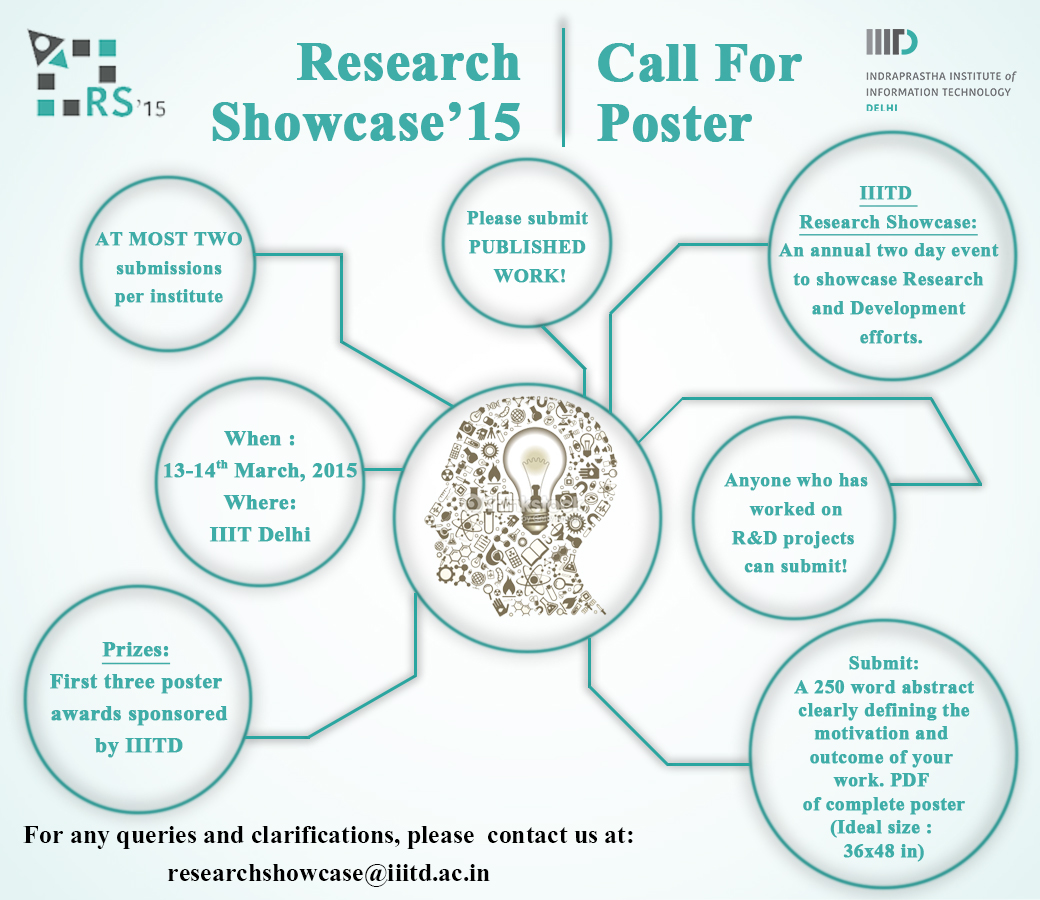 RS'15
Research
Showcase'15
Call For
Poster
IIITD
INDRAPRASTHA INSTITUTE of
INFORMATION TECHNOLOGY
DELHI
AT MOST TWO
submissions
per institute
Please submit
PUBLISHED
WORK!
IIITD
Research Showcase:
An annual two day event
to showcase Research
and Development
efforts.
When :
13-14th March, 2015
Where:
IIIT Delhi
Anyone who has
worked on
R&D projects
can submit!
Prizes:
First three poster
awards sponsored
by IIITD
Submit:
A 250 word abstract
clearly defining the
motivation and
outcome of your
work. PDF
of complete poster
(Ideal size :
36x48 in)
For any queries and clarifications, please contact us at:
researchshowcase@iiitd.ac.in